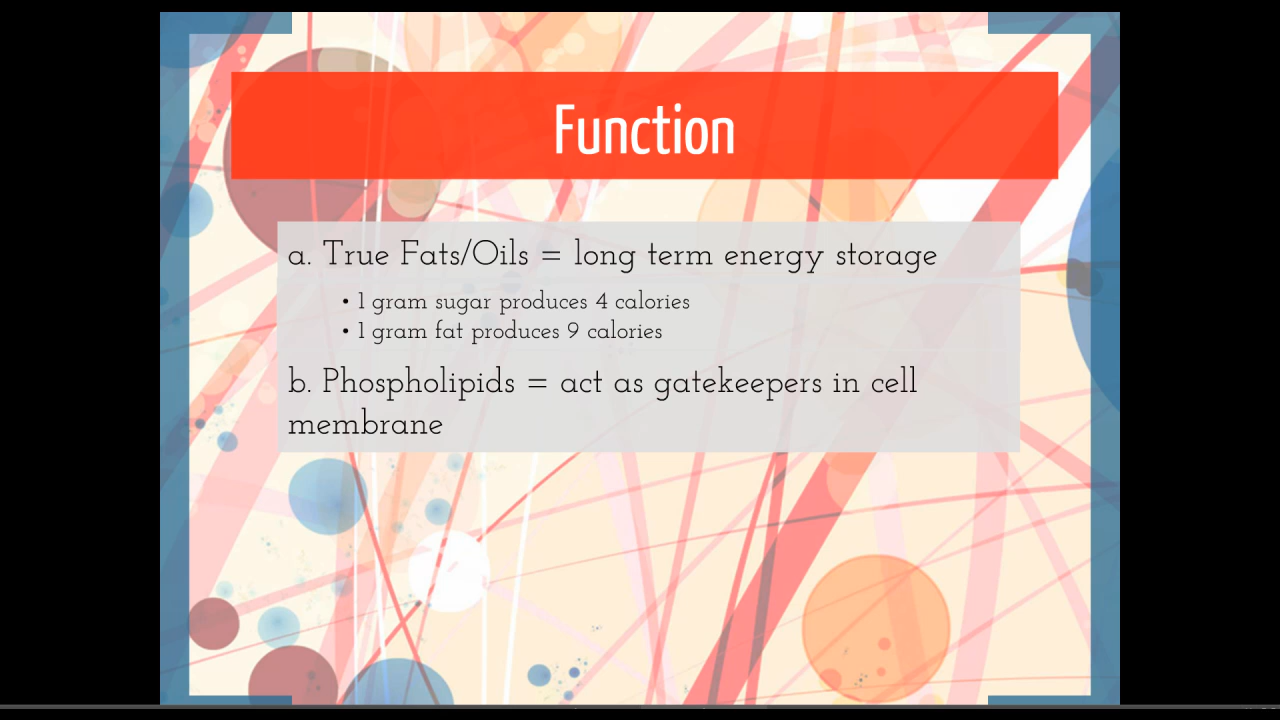 Function
a. True Fats/Oils = long term energy storage
• 1 gram sugar produces 4 calories
• 1 gram fat produces 9 calories
b. Phospholipids = act as gatekeepers in cell
membrane